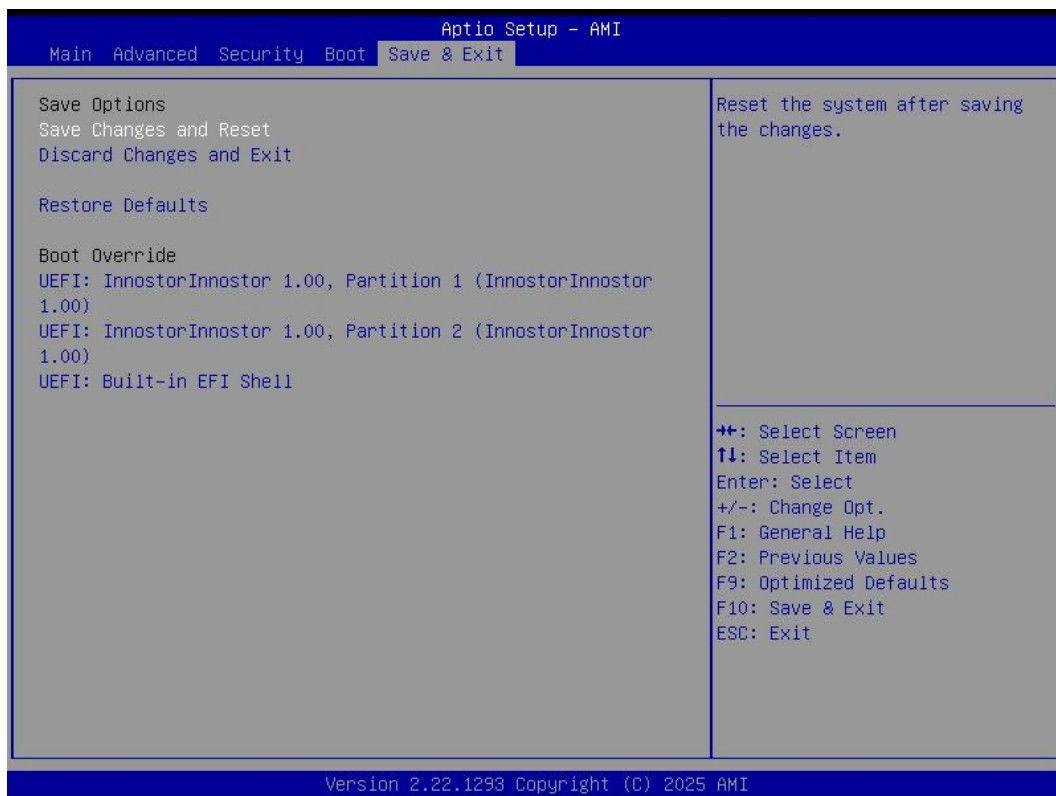 Aptio Setup - AMI
Main Advanced Security Boot Save & Exit
Save Options
Save Changes and Reset
Discard Changes and Exit
Restore Defaults
Boot Override
UEFI: InnostorInnostor 1.00, Partition 1 (InnostorInnostor
1.00)
UEFI: InnostorInnostor 1.00, Partition 2 (InnostorInnostor
1.00)
UEFI: Built-in EFI Shell
Reset the system after saving
the changes.
→←: Select Screen
↑↓: Select Item
Enter: Select
+/-: Change Opt.
F1: General Help
F2: Previous Values
F9: Optimized Defaults
F10: Save & Exit
ESC: Exit
Version 2.22.1293 Copyright (C) 2025 AMI